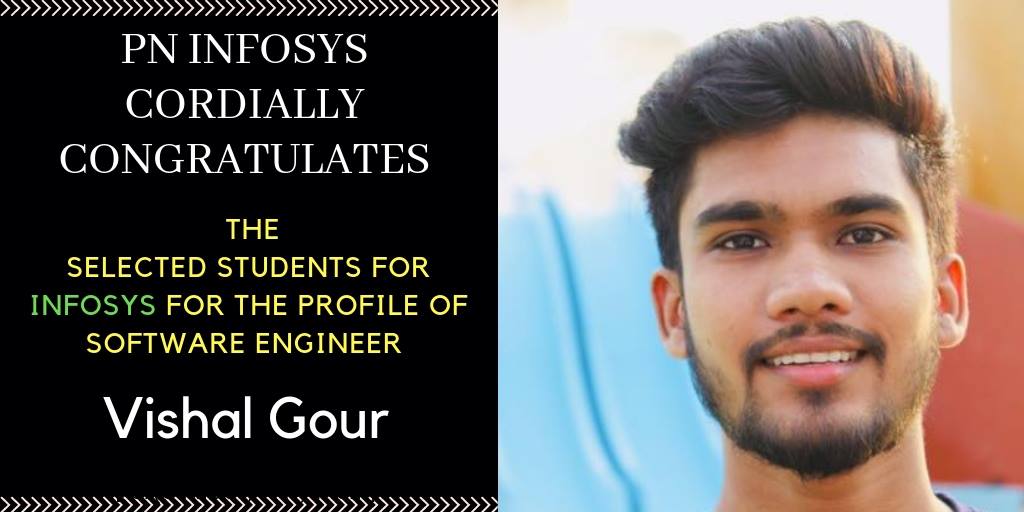 PN INFOSYS
CORDIALLY
CONGRATULATES
THE
SELECTED STUDENTS FOR
INFOSYS FOR THE PROFILE OF
SOFTWARE ENGINEER
Vishal Gour